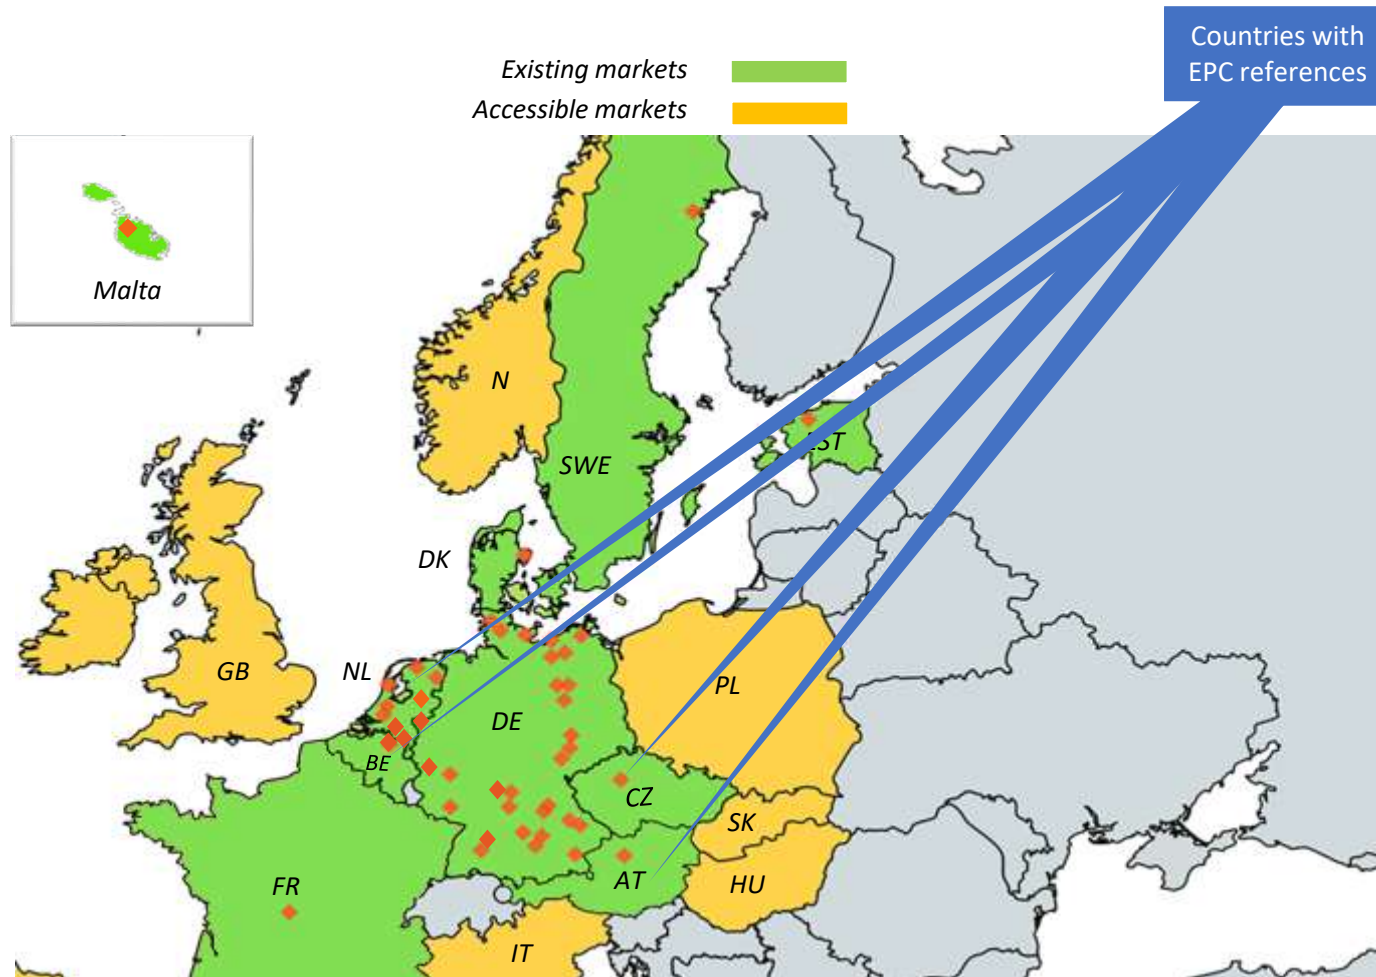 Countries with
EPC references
Existing markets
Accessible markets
Malta
N
SWE
EST
DK
GB
NL
PL
DE
BE
CZ
SK
FR
AT
HU
IT